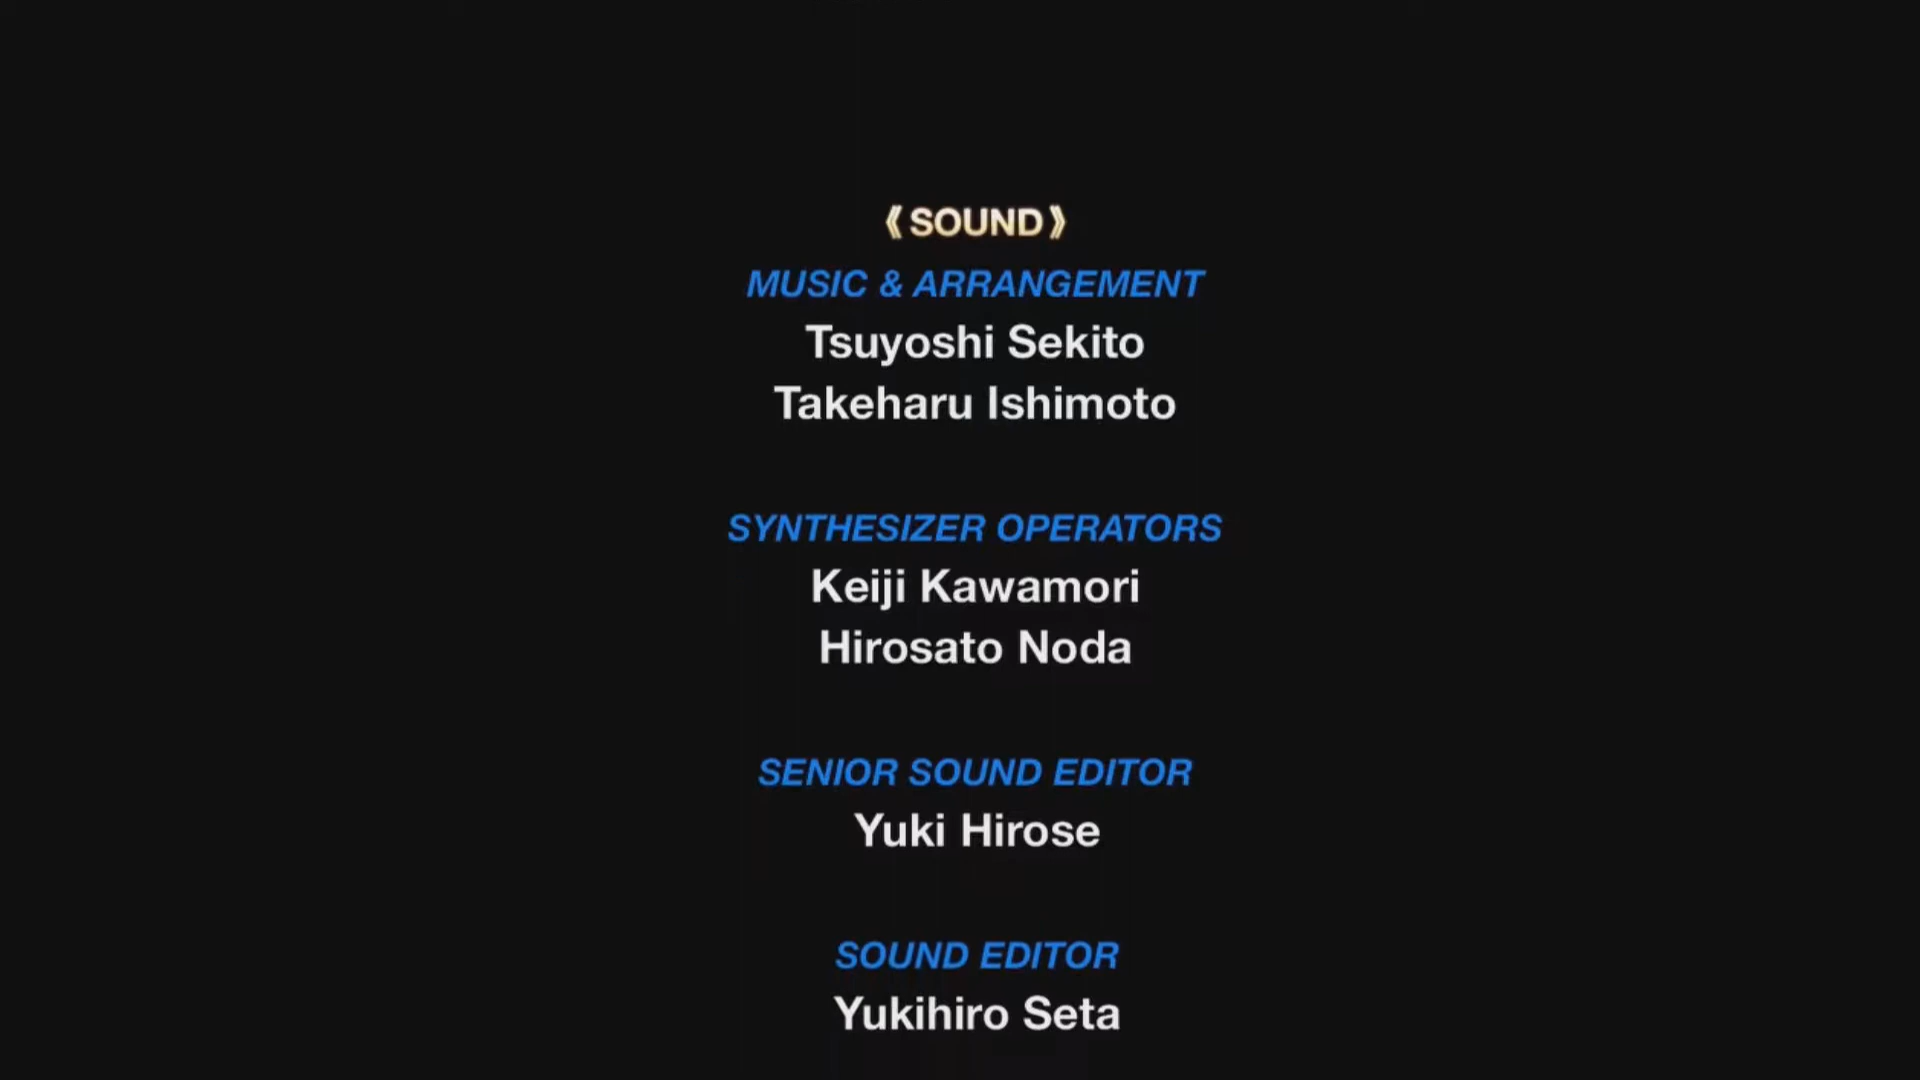 《SOUND》
MUSIC & ARRANGEMENT
Tsuyoshi Sekito
Takeharu Ishimoto
SYNTHESIZER OPERATORS
Keiji Kawamori
Hirosato Noda
SENIOR SOUND EDITOR
Yuki Hirose
SOUND EDITOR
Yukihiro Seta